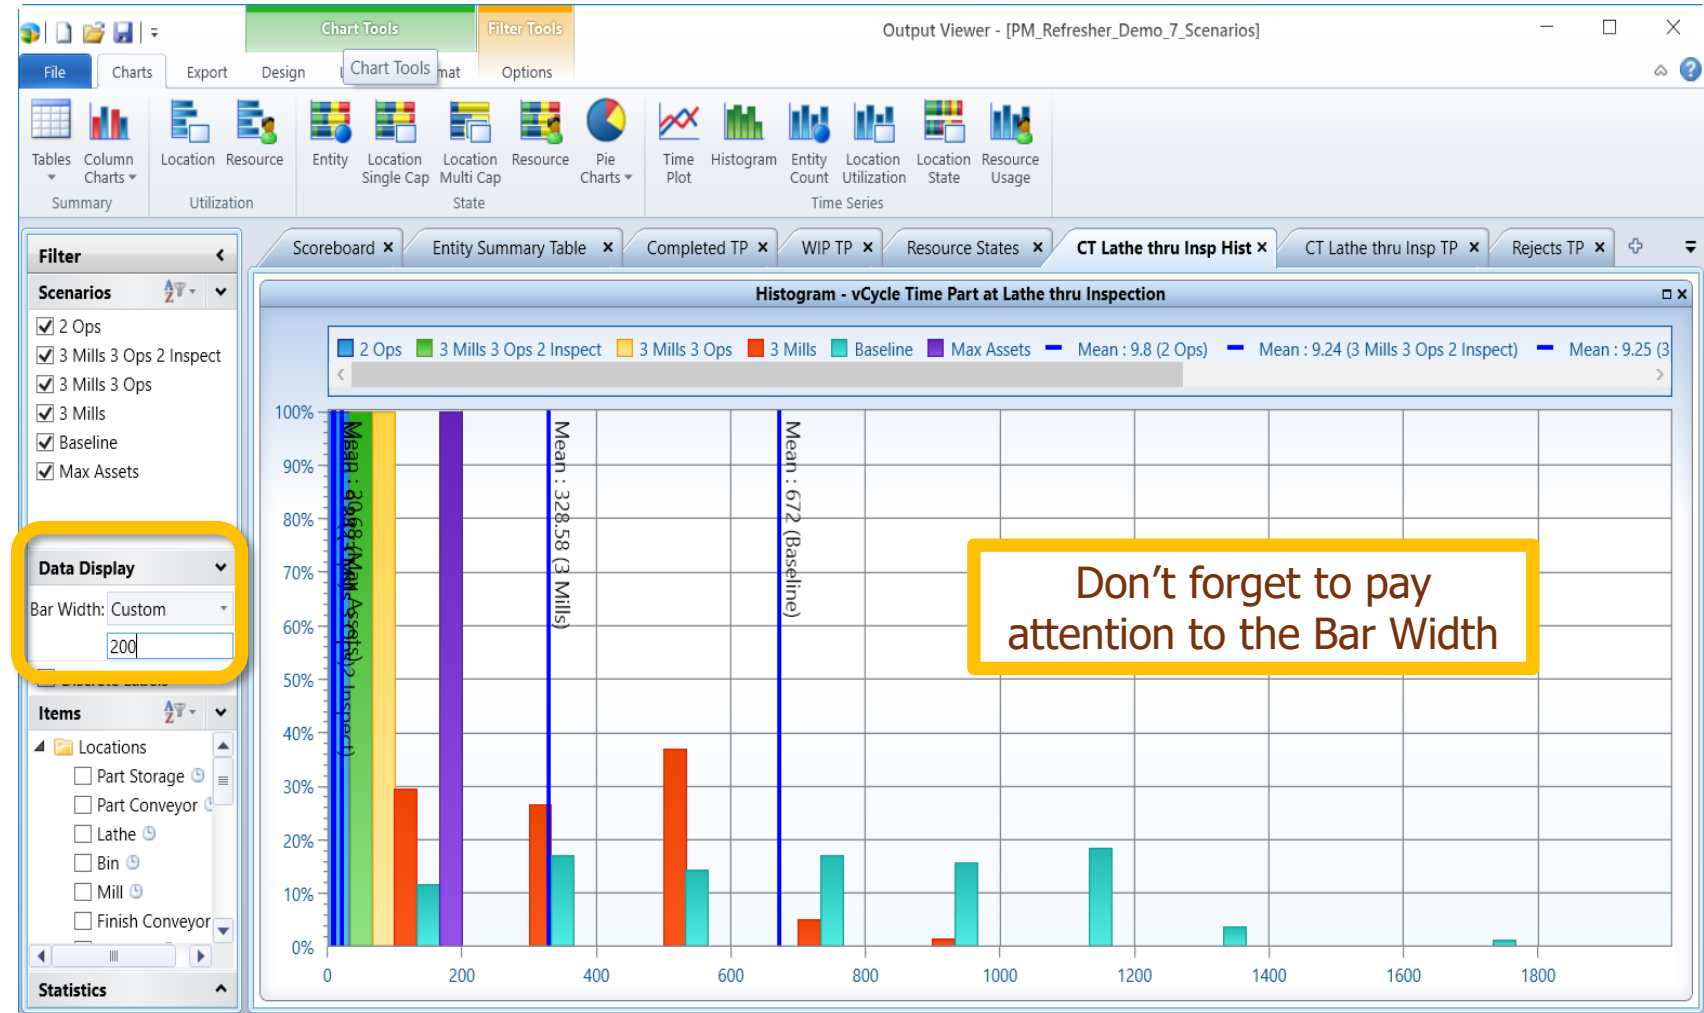 Chart Tools
Filter Tools
Output Viewer - [PM_Refresher_Demo_7_Scenarios]
File
Charts
Export
Design
Chart Tools
mat
Options
Tables
Column Charts
Location
Resource
Entity
Location Single Cap
Location Multi Cap
Resource
Pie Charts
Time Plot
Histogram
Entity Count
Location Utilization
Location State
Resource Usage
Summary
Utilization
State
Time Series
Filter
Scoreboard
Entity Summary Table
Completed TP
WIP TP
Resource States
CT Lathe thru Insp Hist
CT Lathe thru Insp TP
Rejects TP
Scenarios
2 Ops
3 Mills 3 Ops 2 Inspect
3 Mills 3 Ops
3 Mills
Baseline
Max Assets
Data Display
Bar Width: Custom
200
Items
Locations
Part Storage
Part Conveyor
Lathe
Bin
Mill
Finish Conveyor
Statistics
Histogram - vCycle Time Part at Lathe thru Inspection
2 Ops 3 Mills 3 Ops 2 Inspect 3 Mills 3 Ops 3 Mills Baseline Max Assets Mean : 9.8 (2 Ops) Mean : 9.24 (3 Mills 3 Ops 2 Inspect) Mean : 9.25 (3
100%
90%
80%
70%
60%
50%
40%
30%
20%
10%
0%
Mean : 328.58 (3 Mills)
Mean : 672 (Baseline)
Don't forget to pay
attention to the Bar Width
0 200 400 600 800 1000 1200 1400 1600 1800